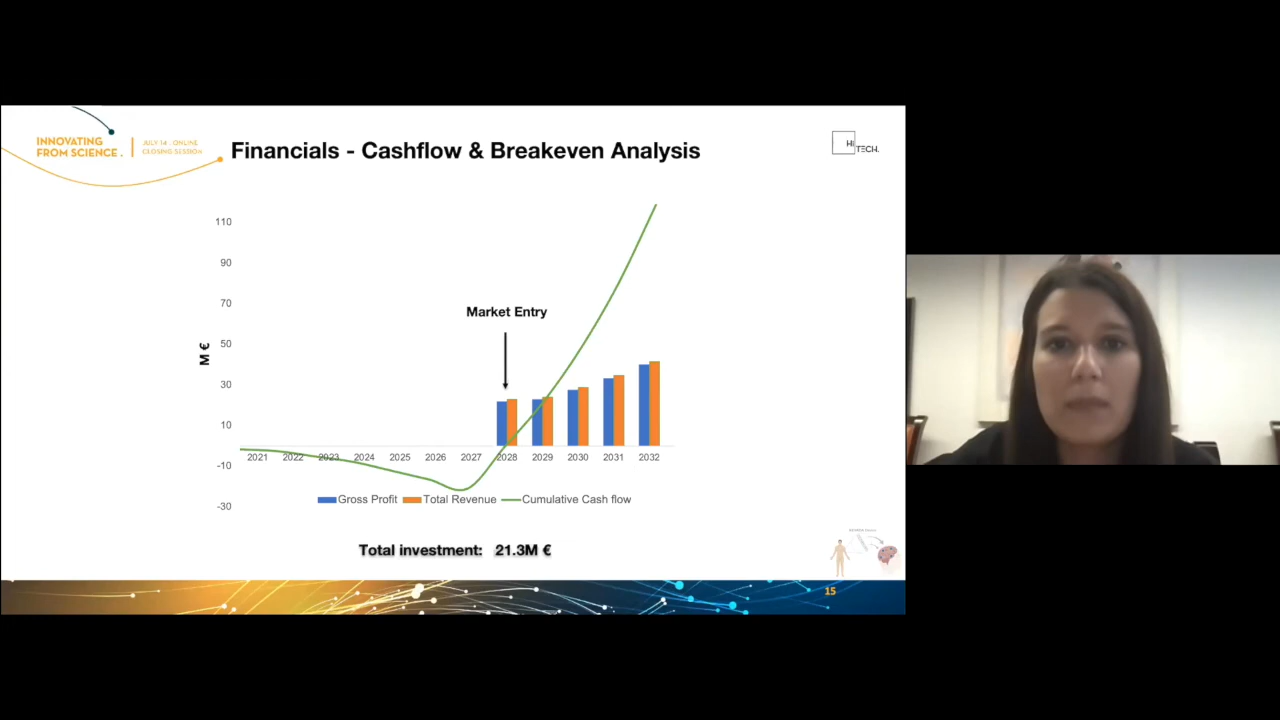 INNOVATING
FROM SCIENCE.
JULY 14 . ONLINE
CLOSING SESSION
Financials - Cashflow & Breakeven Analysis
Hi
TECH.
110
90
70
50
30
10
-10
-30
M €
Market Entry
2021 2022 2023 2024 2025 2026 2027 2028 2029 2030 2031 2032
Gross Profit Total Revenue Cumulative Cash flow
Total investment: 21.3M €
15